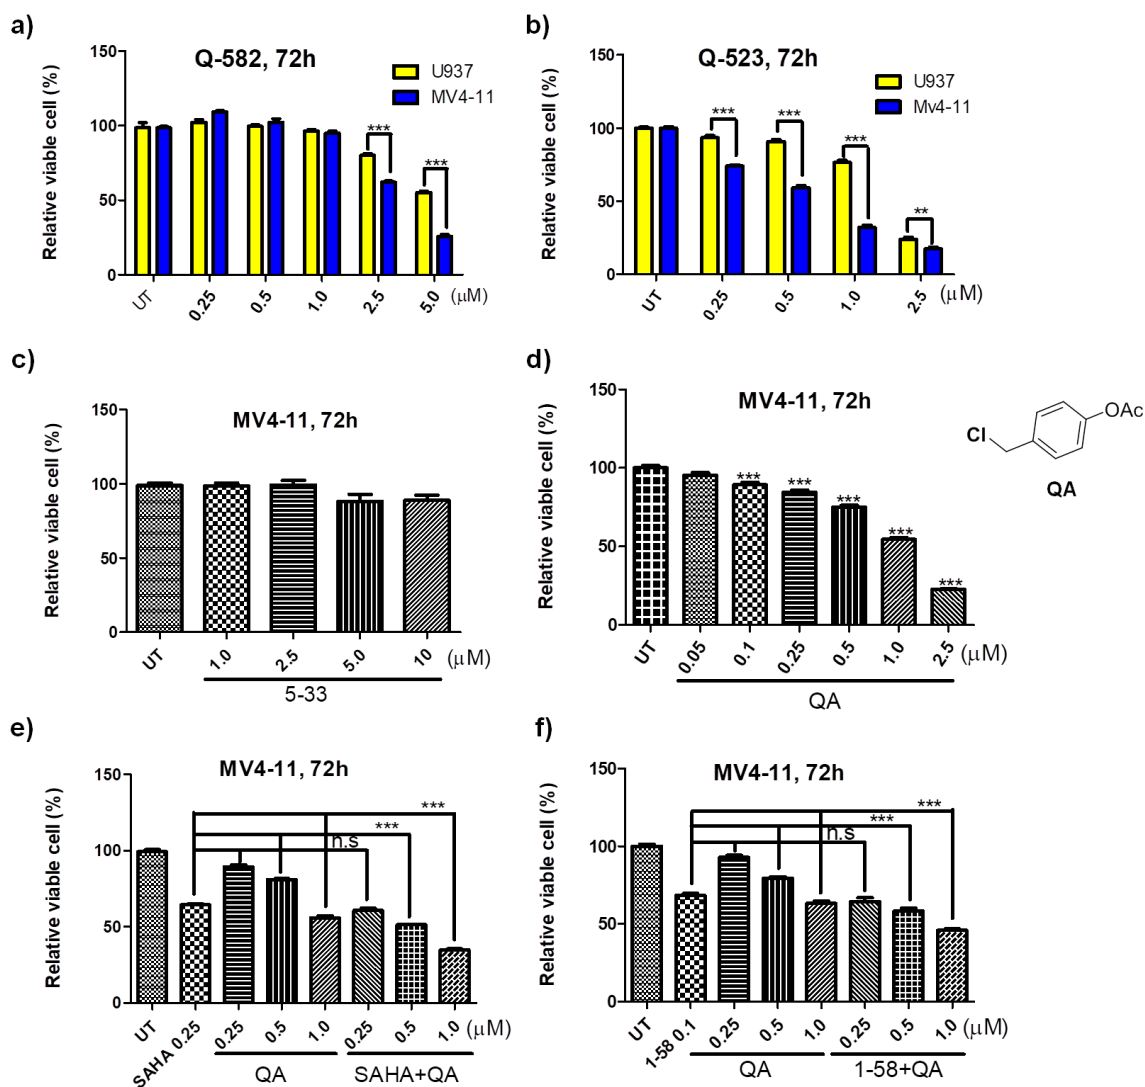 a)
Q-582, 72h
U937
MV4-11
Relative viable cell (%)
150
100
50
0
***
***
UT
0.25
0.5
1.0
2.5
5.0
(μM)
b)
Q-523, 72h
U937
Mv4-11
Relative viable cell (%)
150
100
50
0
***
***
***
**
UT
0.25
0.5
1.0
2.5
(μM)
c)
MV4-11, 72h
Relative viable cell (%)
150
100
50
0
UT
1.0
2.5
5.0
10
(μM)
5-33
d)
MV4-11, 72h
Relative viable cell (%)
150
100
50
0
***
***
***
***
***
UT
0.05
0.1
0.25
0.5
1.0
2.5
(μM)
QA
OAc
Cl
QA
e)
MV4-11, 72h
Relative viable cell (%)
150
100
50
0
***
***
n.s
UT
SAHA 0.25
0.25
0.5
1.0
0.25
0.5
1.0
(μM)
QA
SAHA+QA
f)
MV4-11, 72h
Relative viable cell (%)
150
100
50
0
***
***
n.s
UT
1-58 0.1
0.25
0.5
1.0
0.25
0.5
1.0
(μM)
QA
1-58+QA